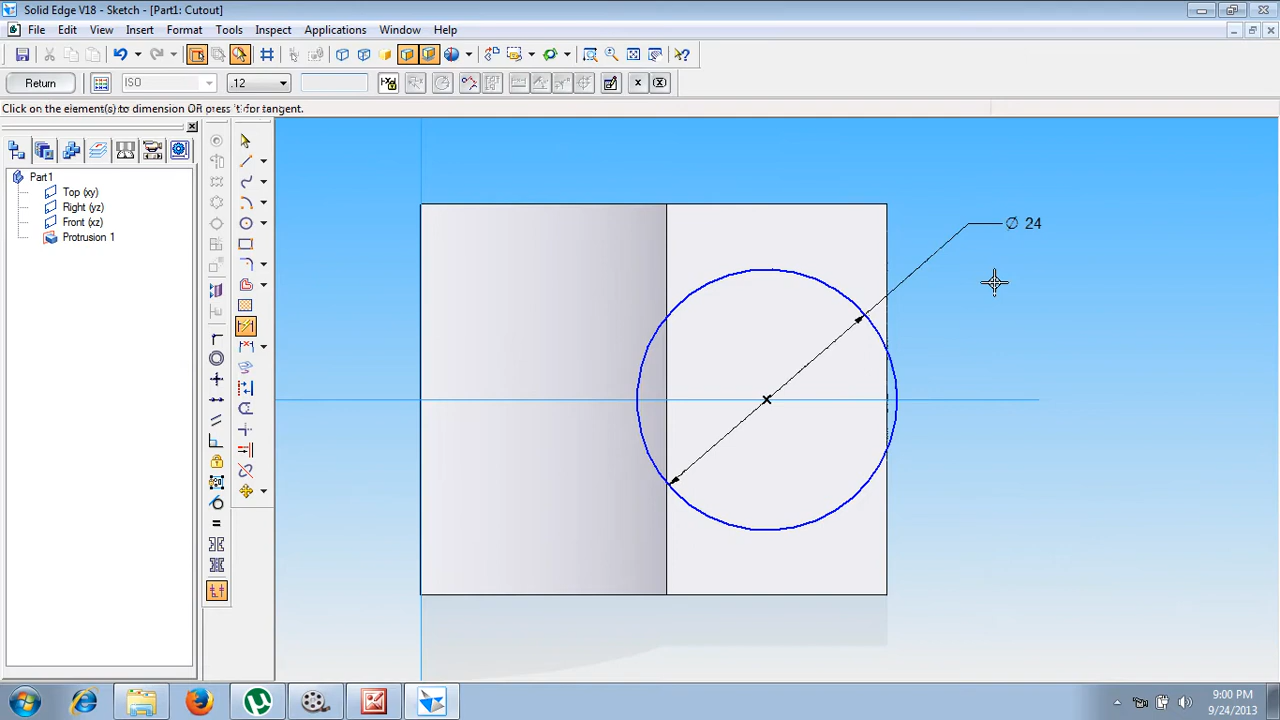 Solid Edge V18 - Sketch - [Part1: Cutout]
File Edit View Insert Format Tools Inspect Applications Window Help
Return ISO .12
Click on the element(s) to dimension OR press 't' for tangent.
Part1
Top (xy)
Right (yz)
Front (xz)
Protrusion 1
∅ 24
9:00 PM
9/24/2013